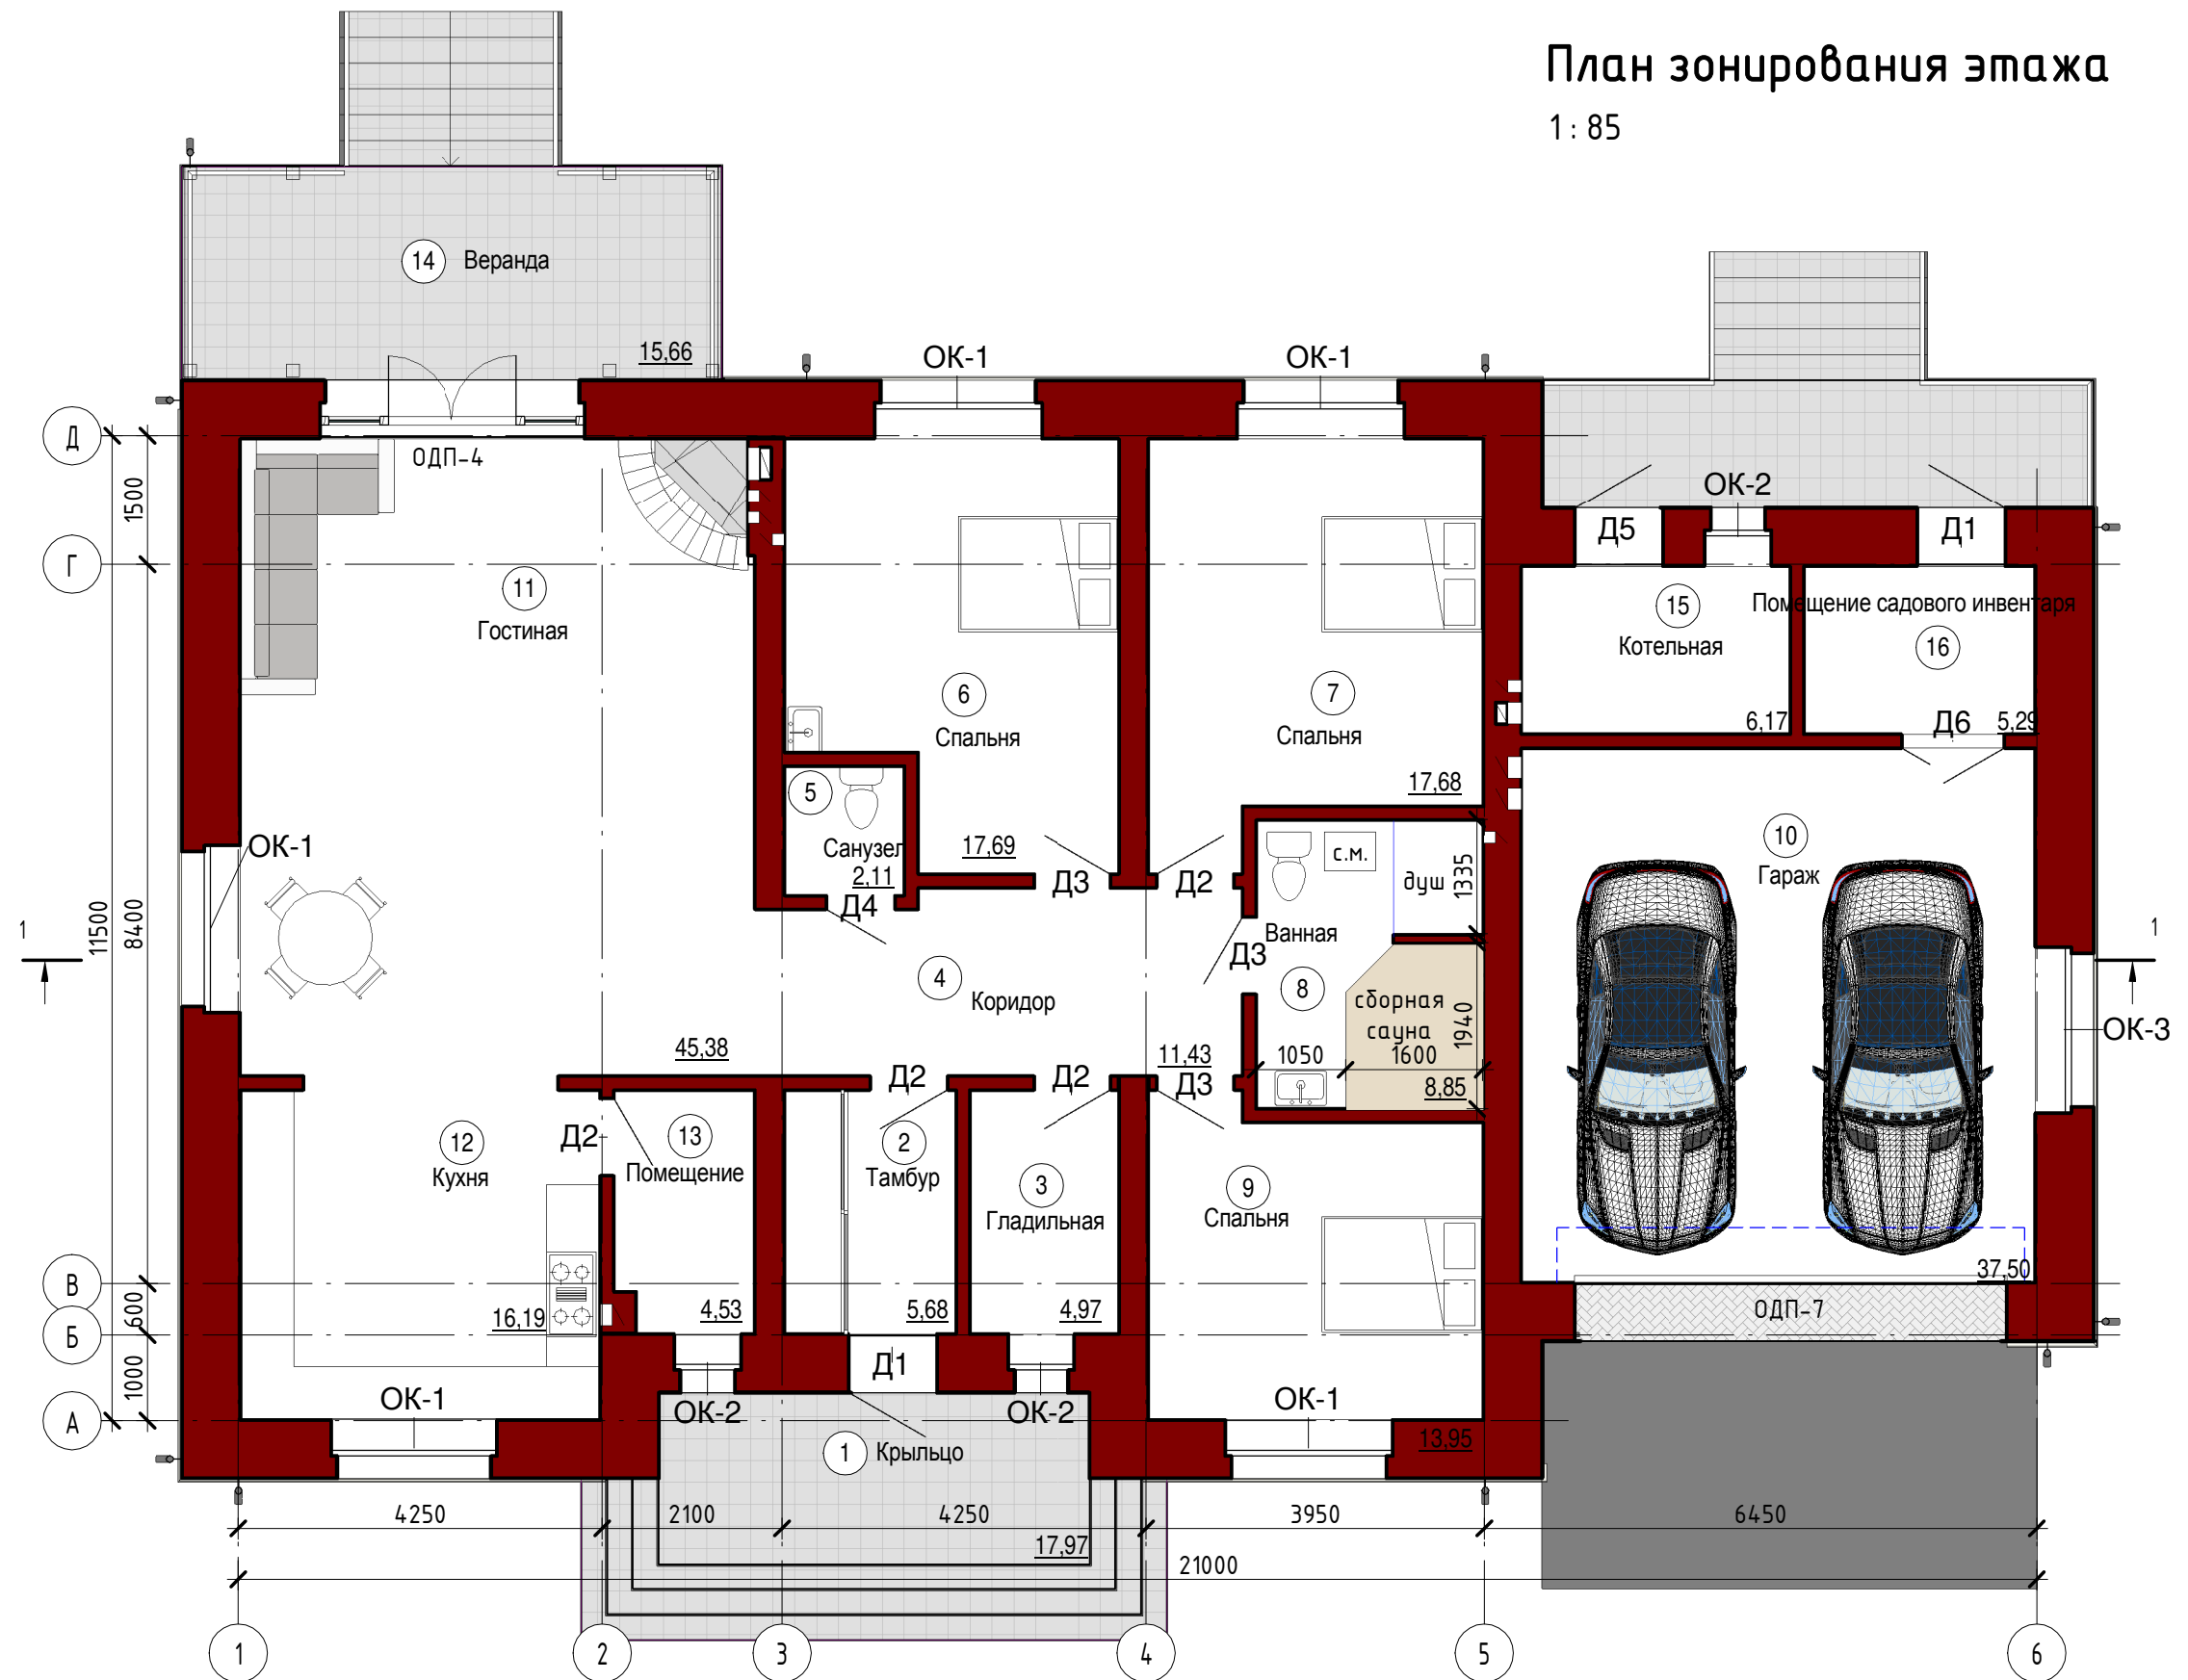 План зонирования этажа
1 : 85
14 Веранда
15,66
ОК-1
ОК-1
ОДП-4
Д
Г
В
Б
А
1500
8400
11500
600
1000
ОК-2
Д5
Д1
11
Гостиная
15
Котельная
6,17
Помещение садового инвентаря
16
5,29
Д6
6
Спальня
17,69
7
Спальня
17,68
5
Санузел
2,11
Д4
Д3
Д2
ОК-1
с.м.
душ
1335
Ванная
8
Д3
сборная
сауна
1940
1050
1600
8,85
10
Гараж
37,50
1
1
ОК-3
4
Коридор
45,38
11,43
Д2
Д2
Д3
12
Кухня
16,19
Д2
13
Помещение
4,53
2
Тамбур
5,68
3
Гладильная
4,97
9
Спальня
13,95
ОДП-7
Д1
ОК-1
ОК-2
ОК-2
ОК-1
1 Крыльцо
17,97
4250
2100
4250
3950
6450
21000
1
2
3
4
5
6